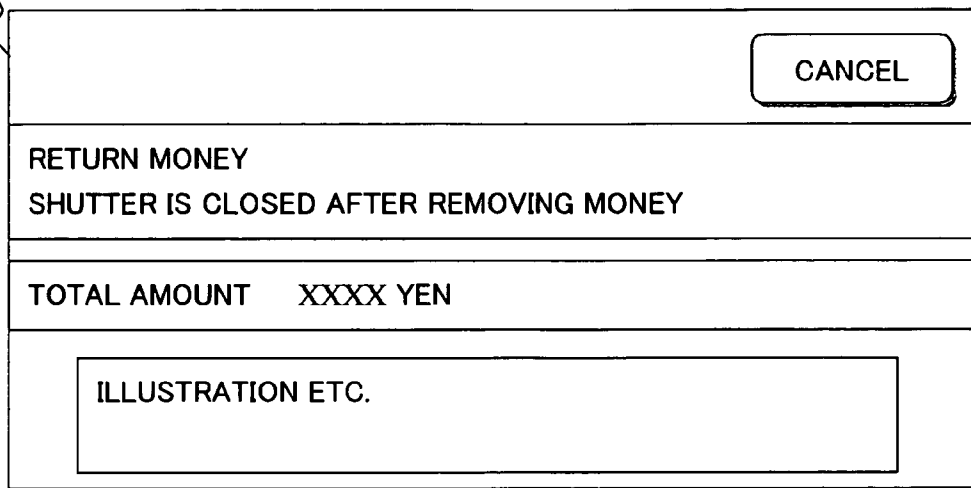 CANCEL
RETURN MONEY
SHUTTER IS CLOSED AFTER REMOVING MONEY
TOTAL AMOUNT XXXX YEN
ILLUSTRATION ETC.